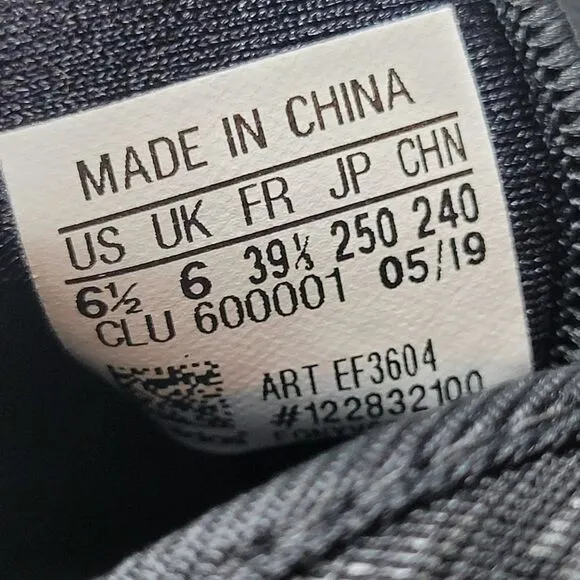 MADE IN CHINA
US UK FR JP CHN
6½ 6 39⅓ 250 240
CLU 600001 05/19
ART EF3604
#122832100